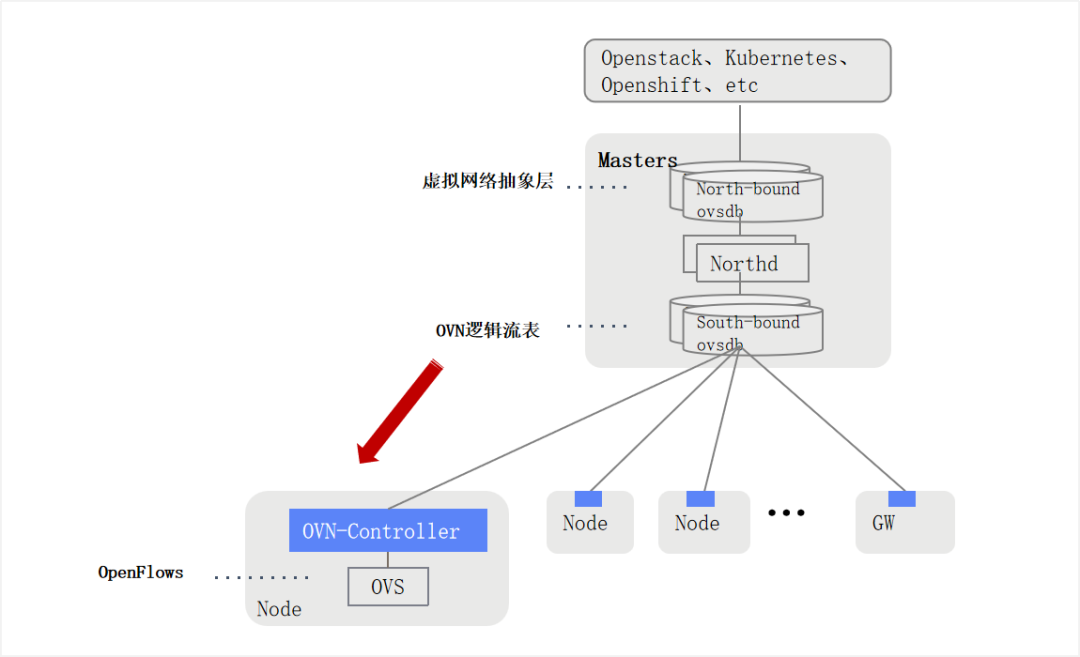 Openstack、Kubernetes、
Openshift、etc
Masters
虚拟网络抽象层
North-bound
ovsdb
Northd
OVN逻辑流表
South-bound
ovsdb
OVN-Controller
OVS
OpenFlows
Node
Node
Node
GW